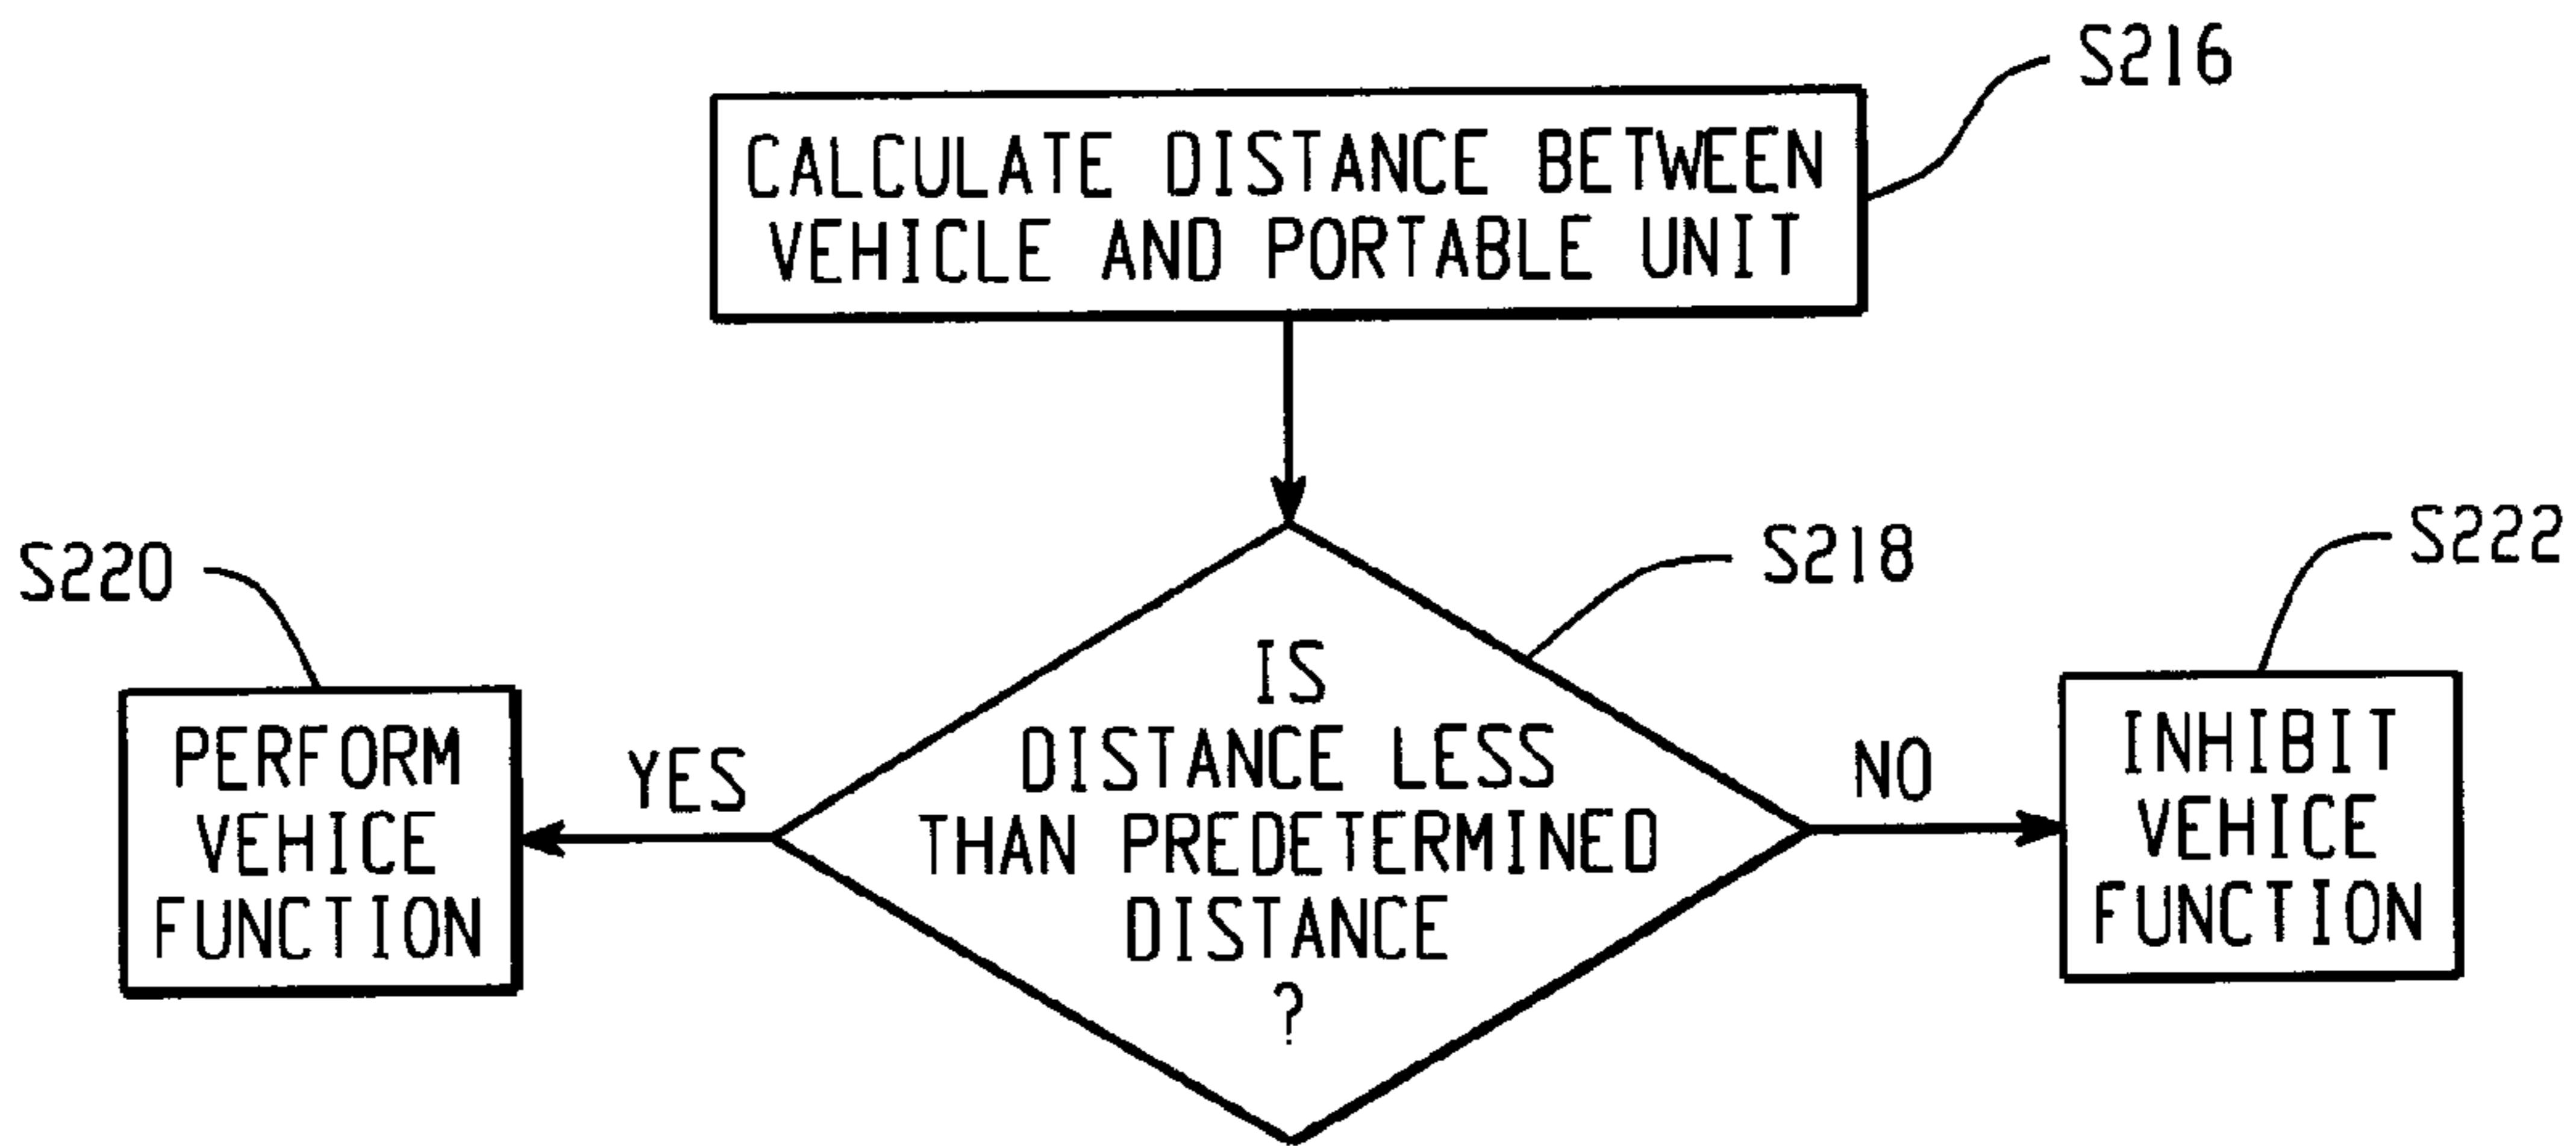 S216
CALCULATE DISTANCE BETWEEN
VEHICLE AND PORTABLE UNIT
S220
S218
S222
IS
DISTANCE LESS
THAN PREDETERMINED
DISTANCE
?
YES
NO
PERFORM
VEHICE
FUNCTION
INHIBIT
VEHICE
FUNCTION